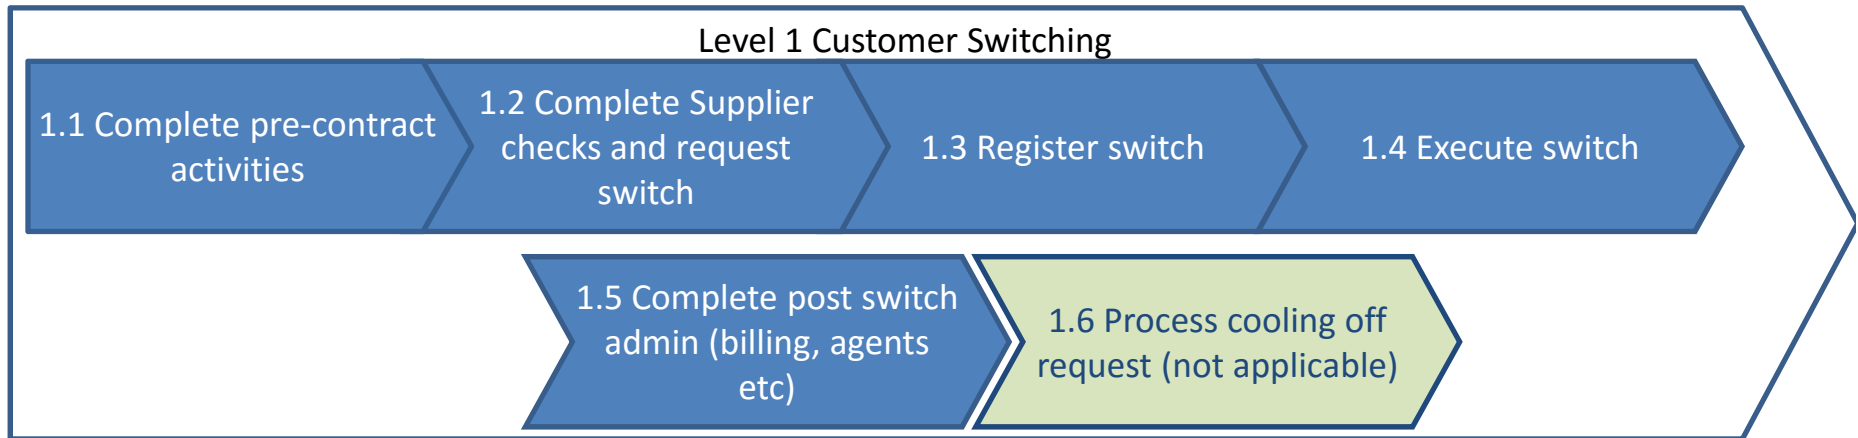 Level 1 Customer Switching
1.1 Complete pre-contract
activities
1.2 Complete Supplier
checks and request
switch
1.3 Register switch
1.4 Execute switch
1.5 Complete post switch
admin (billing, agents
etc)
1.6 Process cooling off
request (not applicable)